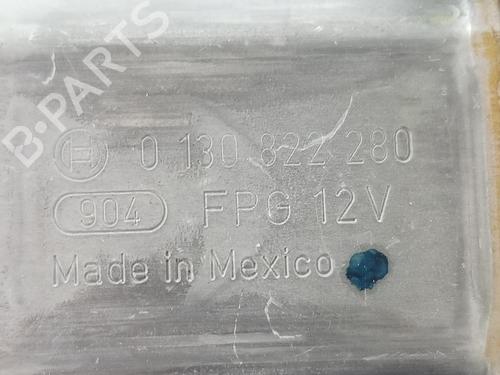 B-PARTS
0 130 822 280
904 FPG 12V
Made in Mexico